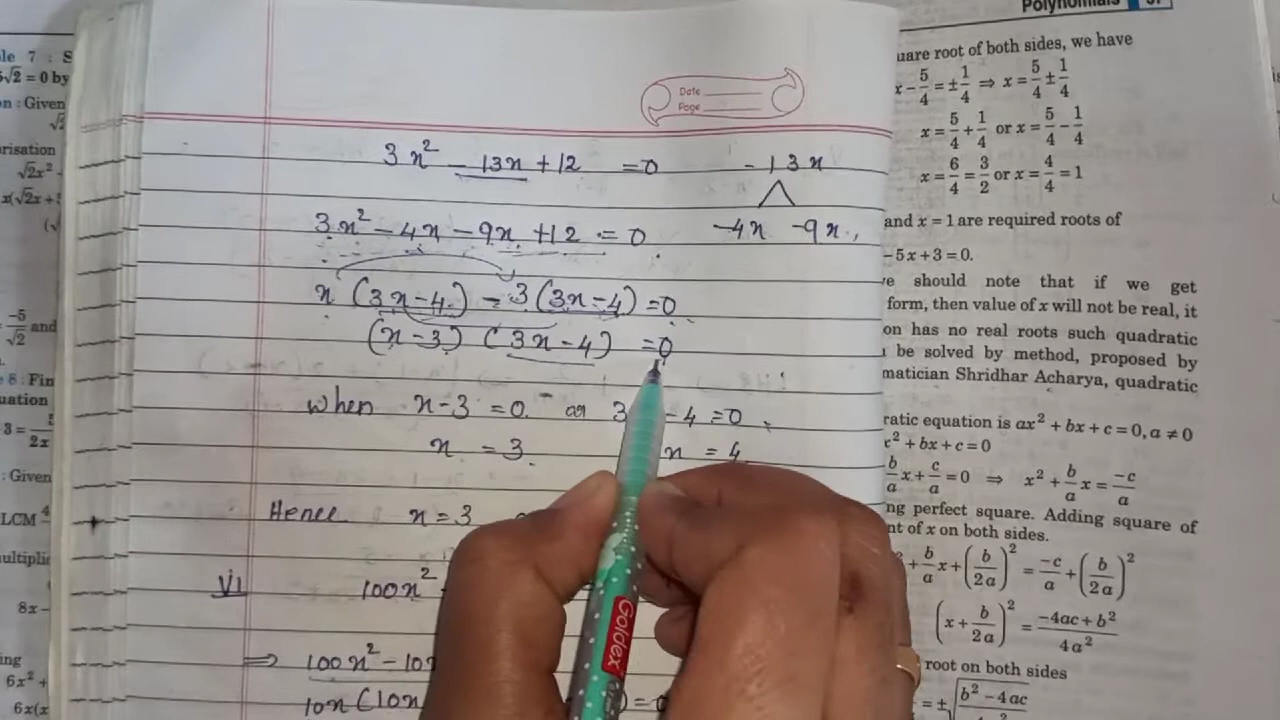 Polynomials
le 7 : S
5√2 = 0 by
on : Given
√2
orisation
√2x² -
x(√2x +
(√
-5/√2 and
e 8 : Fin
uation
3 = /2x
: Given
LCM 4
multiplie
8x -
ing
6x² +
6x(x
Date
Page
3x² - 13x + 12 = 0
- 13x
3x² - 4x - 9x + 12 = 0
-4x -9x,
x (3x - 4) - 3 (3x - 4) = 0
(x - 3) (3x - 4) = 0
When x - 3 = 0 or 3 - 4 = 0
x = 3. x = 4
Hence x = 3
VI 100x²
⇒ 100x² - 10x
10x (10x ) = 0
Goldex
uare root of both sides, we have
x - 5/4 = ± 1/4 ⇒ x = 5/4 ± 1/4
x = 5/4 + 1/4 or x = 5/4 - 1/4
x = 6/4 = 3/2 or x = 4/4 = 1
and x = 1 are required roots of
-5x + 3 = 0.
e should note that if we get
form, then value of x will not be real, it
on has no real roots such quadratic
be solved by method, proposed by
matician Shridhar Acharya, quadratic
ratic equation is ax² + bx + c = 0, a ≠ 0
x² + bx + c = 0
b/a x + c/a = 0 ⇒ x² + b/a x = -c/a
ng perfect square. Adding square of
nt of x on both sides.
+ b/a x + (b/2a)² = -c/a + (b/2a)²
(x + b/2a)² = -4ac + b²/4a²
root on both sides
= ± √b² - 4ac